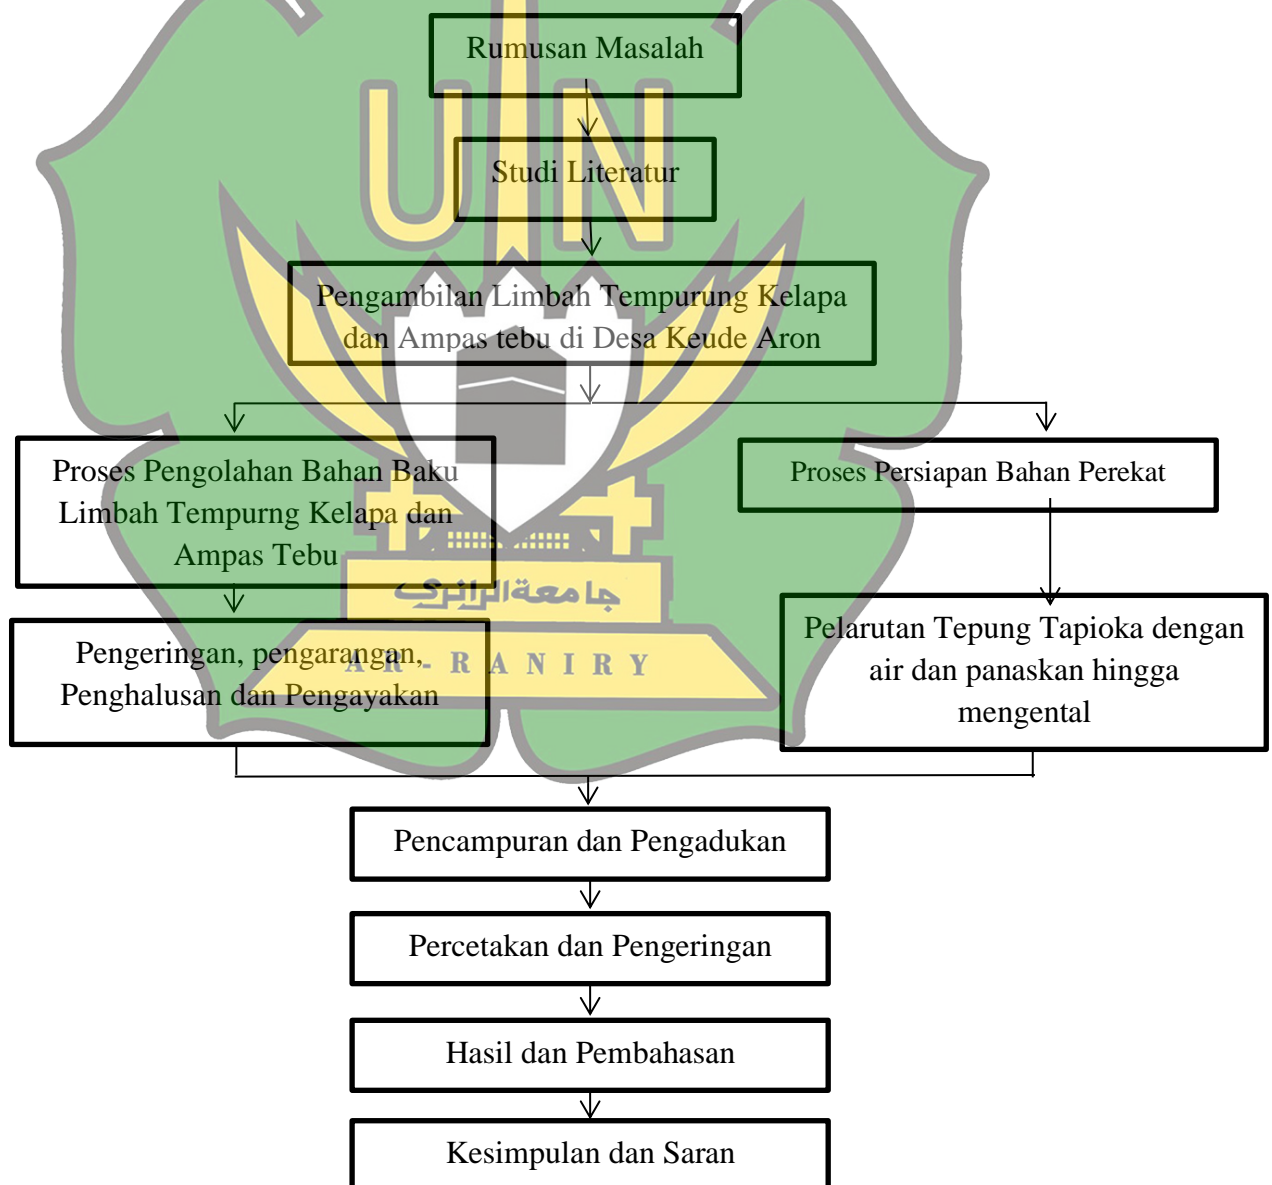 Rumusan Masalah
UIN
Studi Literatur
Pengambilan Limbah Tempurung Kelapa
dan Ampas tebu di Desa Keude Aron
Proses Pengolahan Bahan Baku
Limbah Tempurng Kelapa dan
Ampas Tebu
Proses Persiapan Bahan Perekat
جامعة الرانري
AR-RANIRY
Pengeringan, pengarangan,
Penghalusan dan Pengayakan
Pelarutan Tepung Tapioka dengan
air dan panaskan hingga
mengental
Pencampuran dan Pengadukan
Percetakan dan Pengeringan
Hasil dan Pembahasan
Kesimpulan dan Saran